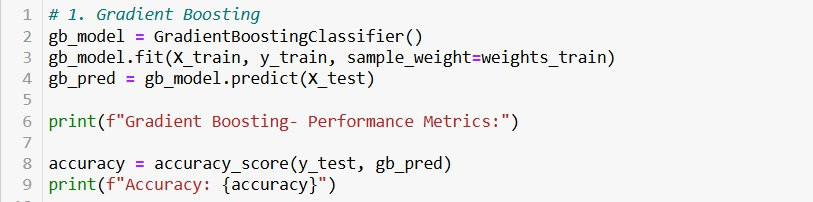 1 # 1. Gradient Boosting
2 gb_model = GradientBoostingClassifier()
3 gb_model.fit(X_train, y_train, sample_weight=weights_train)
4 gb_pred = gb_model.predict(X_test)
5
6 print(f"Gradient Boosting- Performance Metrics:")
7
8 accuracy = accuracy_score(y_test, gb_pred)
9 print(f"Accuracy: {accuracy}")